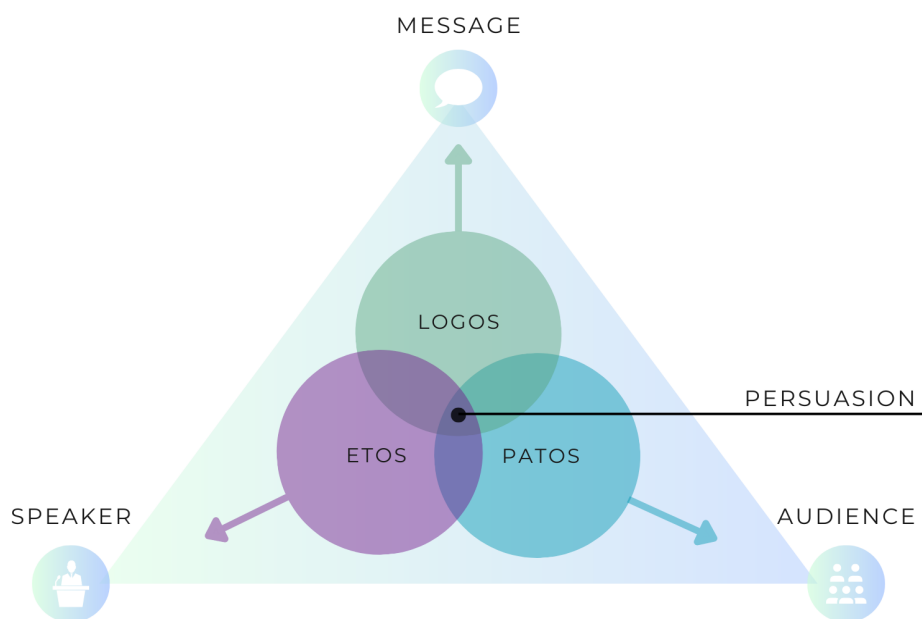 MESSAGE
LOGOS
PERSUASION
ETOS
PATOS
SPEAKER
AUDIENCE